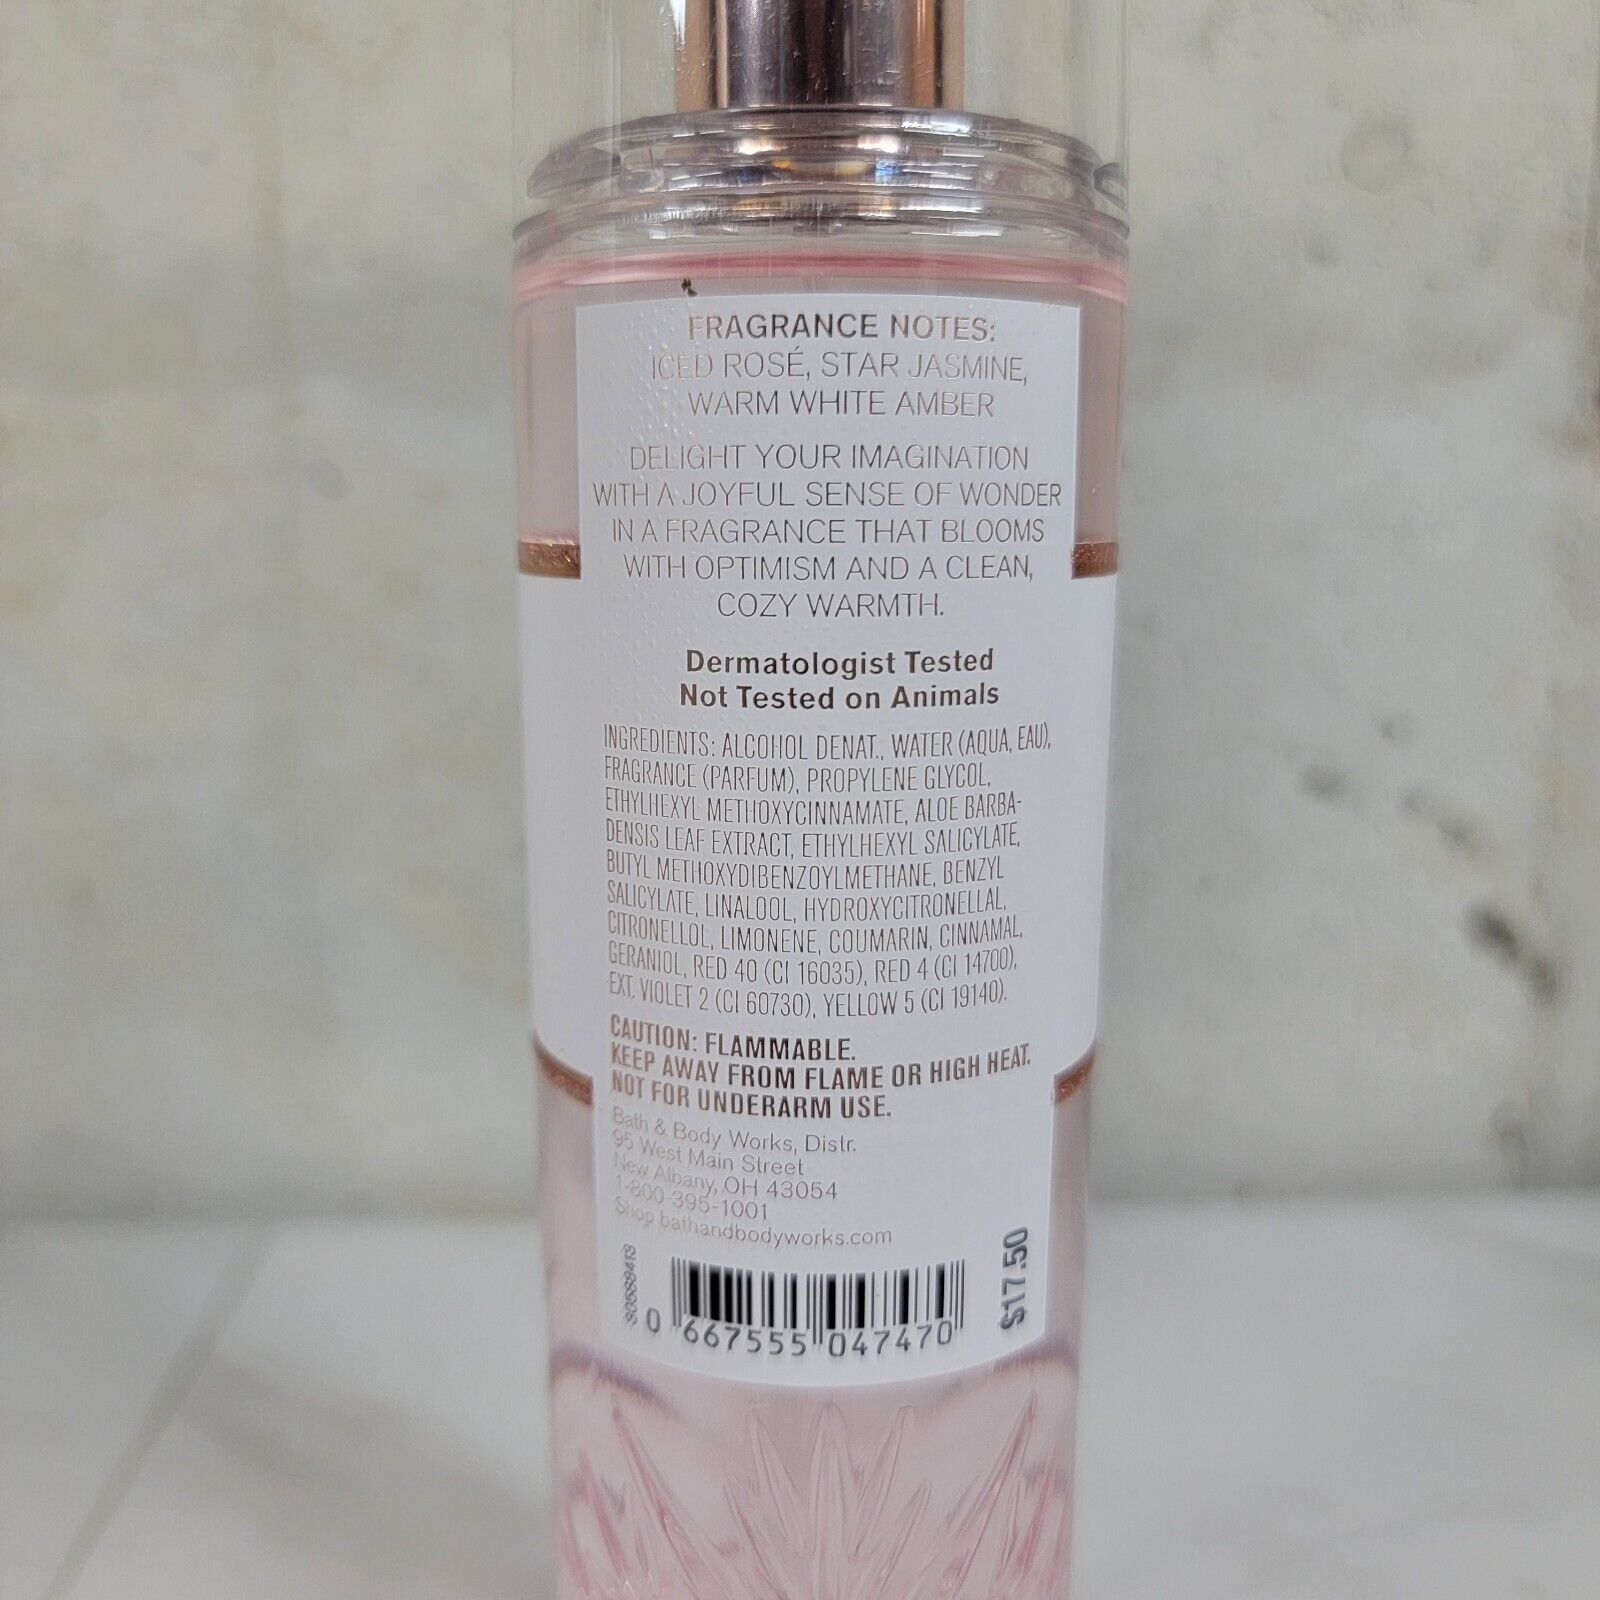 FRAGRANCE NOTES:
ICED ROSÉ, STAR JASMINE,
WARM WHITE AMBER
DELIGHT YOUR IMAGINATION
WITH A JOYFUL SENSE OF WONDER
IN A FRAGRANCE THAT BLOOMS
WITH OPTIMISM AND A CLEAN,
COZY WARMTH.
Dermatologist Tested
Not Tested on Animals
INGREDIENTS: ALCOHOL DENAT., WATER (AQUA, EAU),
FRAGRANCE (PARFUM), PROPYLENE GLYCOL,
ETHYLHEXYL METHOXYCINNAMATE, ALOE BARBA-
DENSIS LEAF EXTRACT, ETHYLHEXYL SALICYLATE,
BUTYL METHOXYDIBENZOYLMETHANE, BENZYL
SALICYLATE, LINALOOL, HYDROXYCITRONELLAL,
CITRONELLOL, LIMONENE, COUMARIN, CINNAMAL,
GERANIOL, RED 40 (CI 16035), RED 4 (CI 14700),
EXT. VIOLET 2 (CI 60730), YELLOW 5 (CI 19140).
CAUTION: FLAMMABLE.
KEEP AWAY FROM FLAME OR HIGH HEAT.
NOT FOR UNDERARM USE.
Bath & Body Works, Distr.
95 West Main Street
New Albany, OH 43054
1-800-395-1001
Shop bathandbodyworks.com
$17.50
0 667555 047470